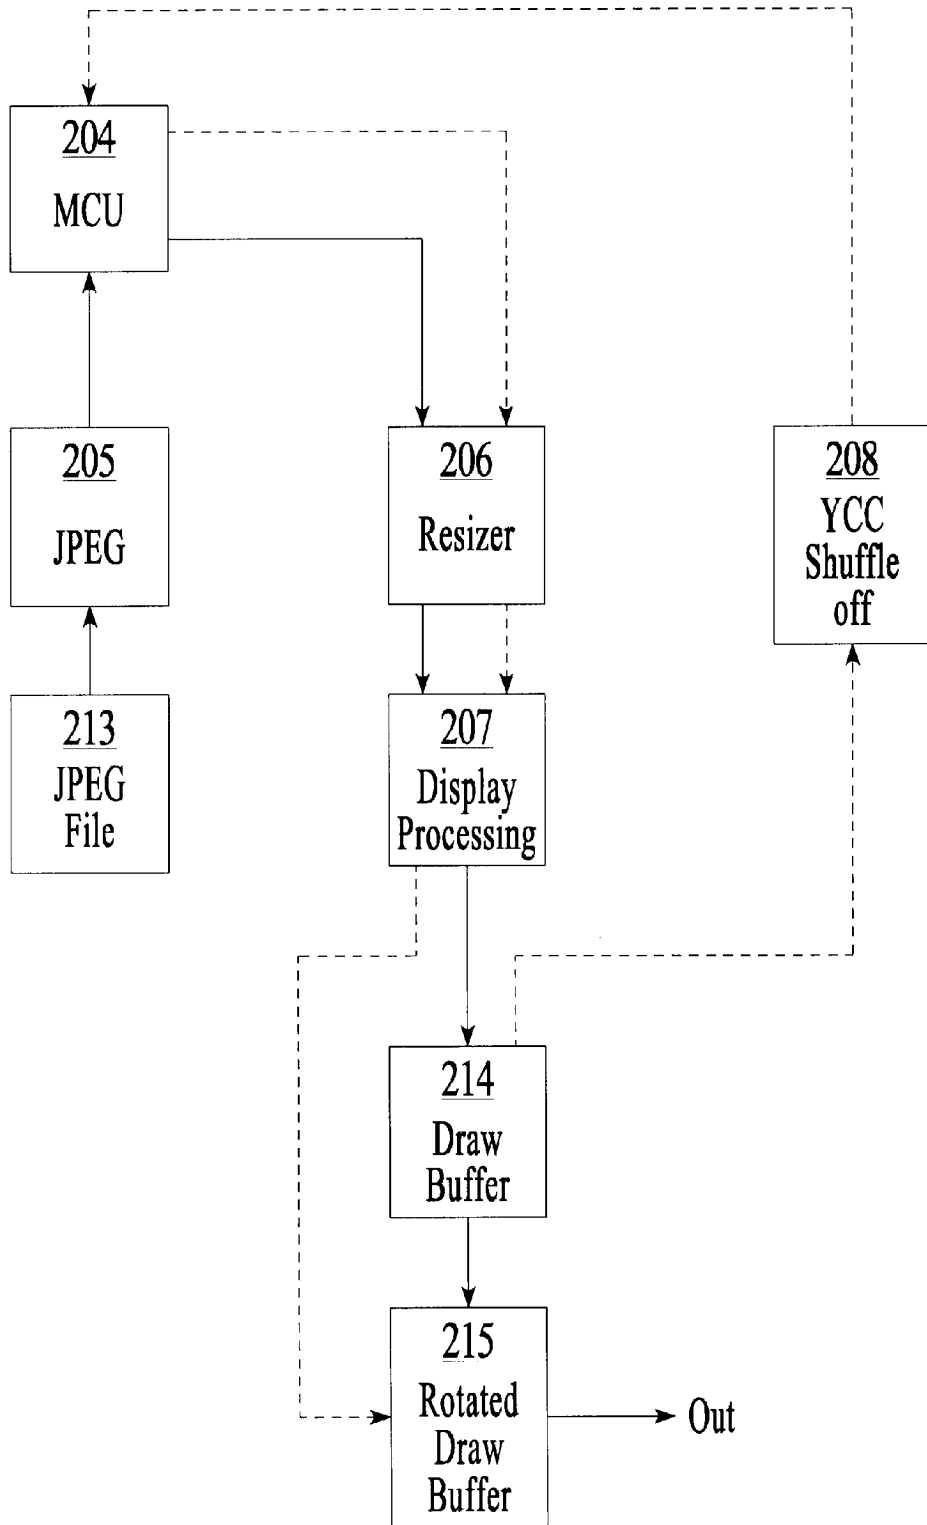 204
MCU
205
JPEG
206
Resizer
208
YCC
Shuffle
off
213
JPEG
File
207
Display
Processing
214
Draw
Buffer
215
Rotated
Draw
Buffer
Out